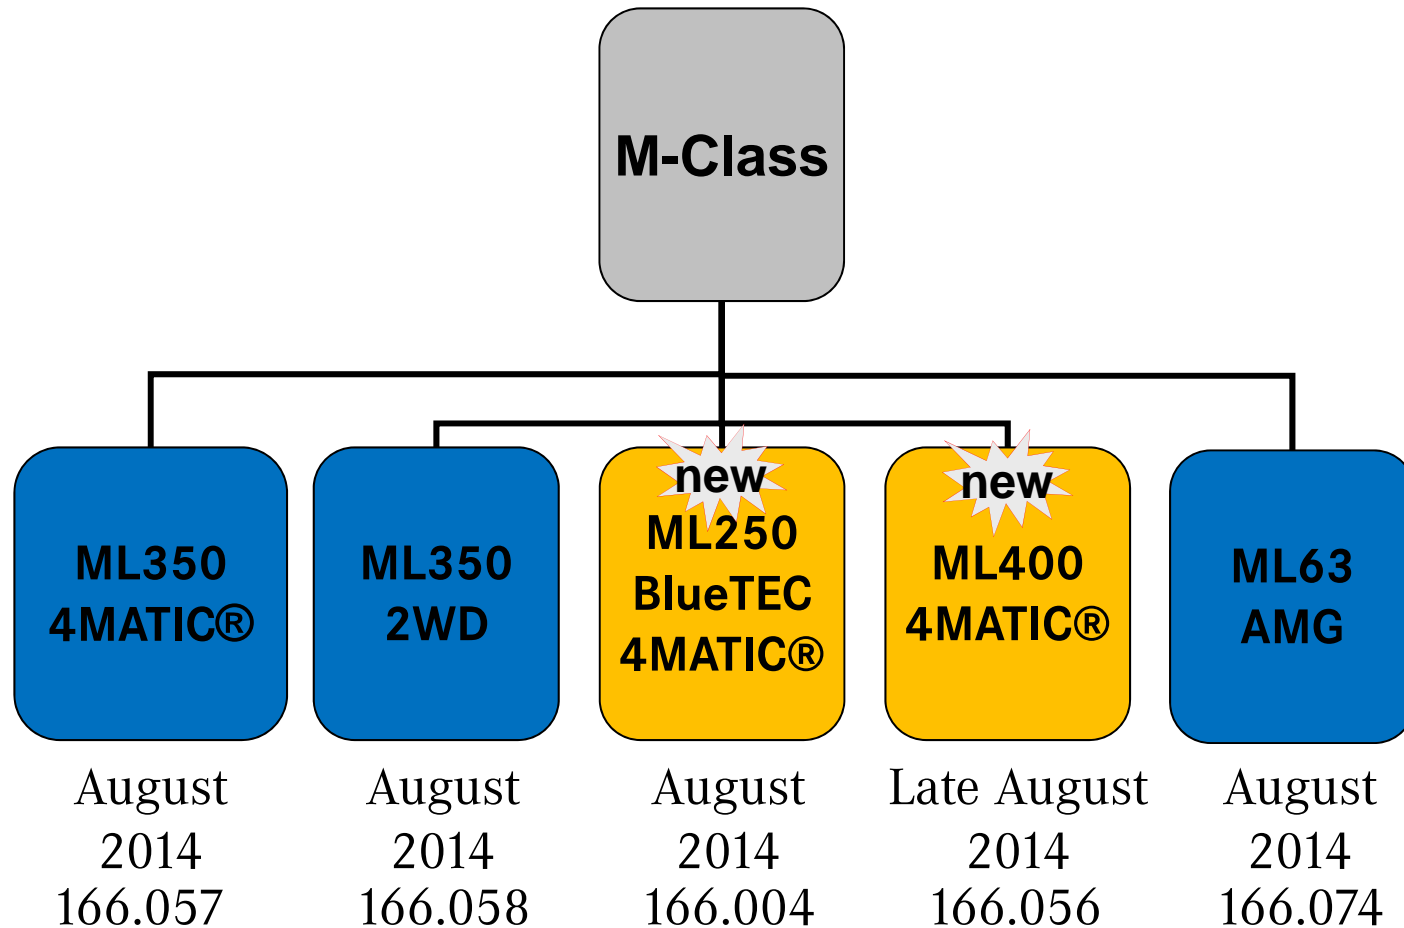 M-Class
ML350
4MATIC®
August
2014
166.057
ML350
2WD
August
2014
166.058
new
ML250
BlueTEC
4MATIC®
August
2014
166.004
new
ML400
4MATIC®
Late August
2014
166.056
ML63
AMG
August
2014
166.074